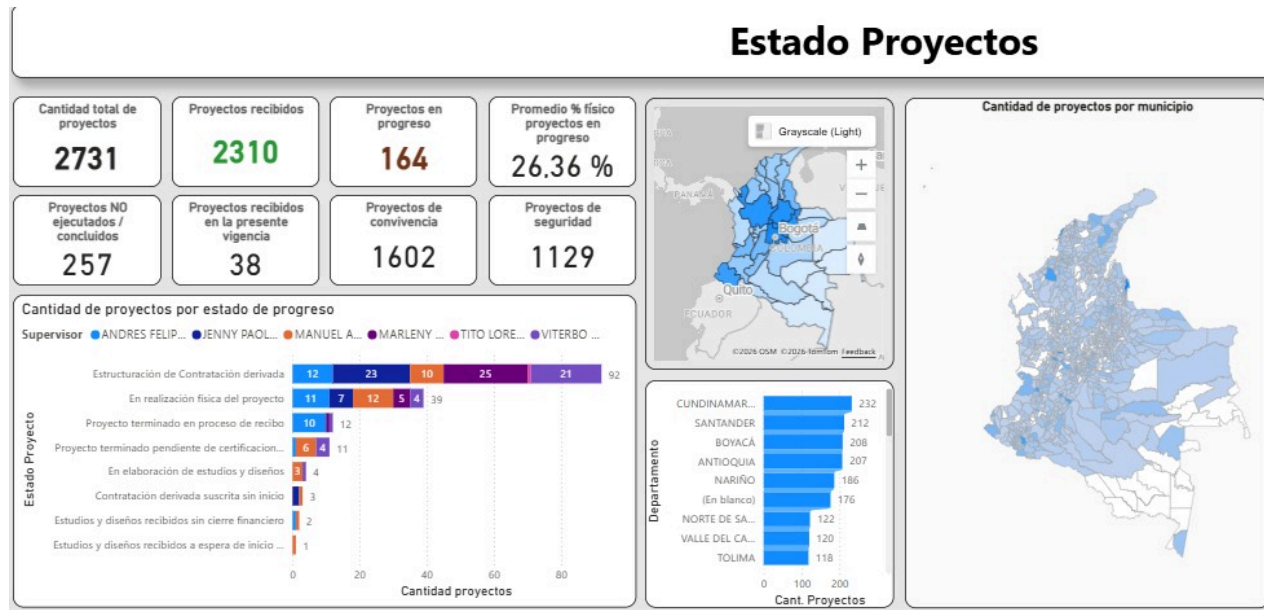 Estado Proyectos
Cantidad total de
proyectos
2731
Proyectos recibidos
2310
Proyectos en
progreso
164
Promedio % físico
proyectos en
progreso
26,36 %
Proyectos NO
ejecutados /
concluidos
257
Proyectos recibidos
en la presente
vigencia
38
Proyectos de
convivencia
1602
Proyectos de
seguridad
1129
Cantidad de proyectos por estado de progreso
Supervisor ANDRES FELIP... JENNY PAOL... MANUEL A... MARLENY ... TITO LORE... VITERBO ...
Estado Proyecto
Estructuración de Contratación derivada 12 23 10 25 21 92
En realización física del proyecto 11 7 12 5 4 39
Proyecto terminado en proceso de recibo 10 12
Proyecto terminado pendiente de certificacion... 6 4 11
En elaboración de estudios y diseños 3 4
Contratación derivada suscrita sin inicio 3
Estudios y diseños recibidos sin cierre financiero 2
Estudios y diseños recibidos a espera de inicio ... 1
0 20 40 60 80
Cantidad proyectos
Grayscale (Light)
PANAMÁ
Bogotá
COLOMBIA
Quito
ECUADOR
©2026 OSM ©2026 TomTom Feedback
Departamento
CUNDINAMAR... 232
SANTANDER 212
BOYACÁ 208
ANTIOQUIA 207
NARIÑO 186
(En blanco) 176
NORTE DE SA... 122
VALLE DEL CA... 120
TOLIMA 118
0 100 200
Cant. Proyectos
Cantidad de proyectos por municipio